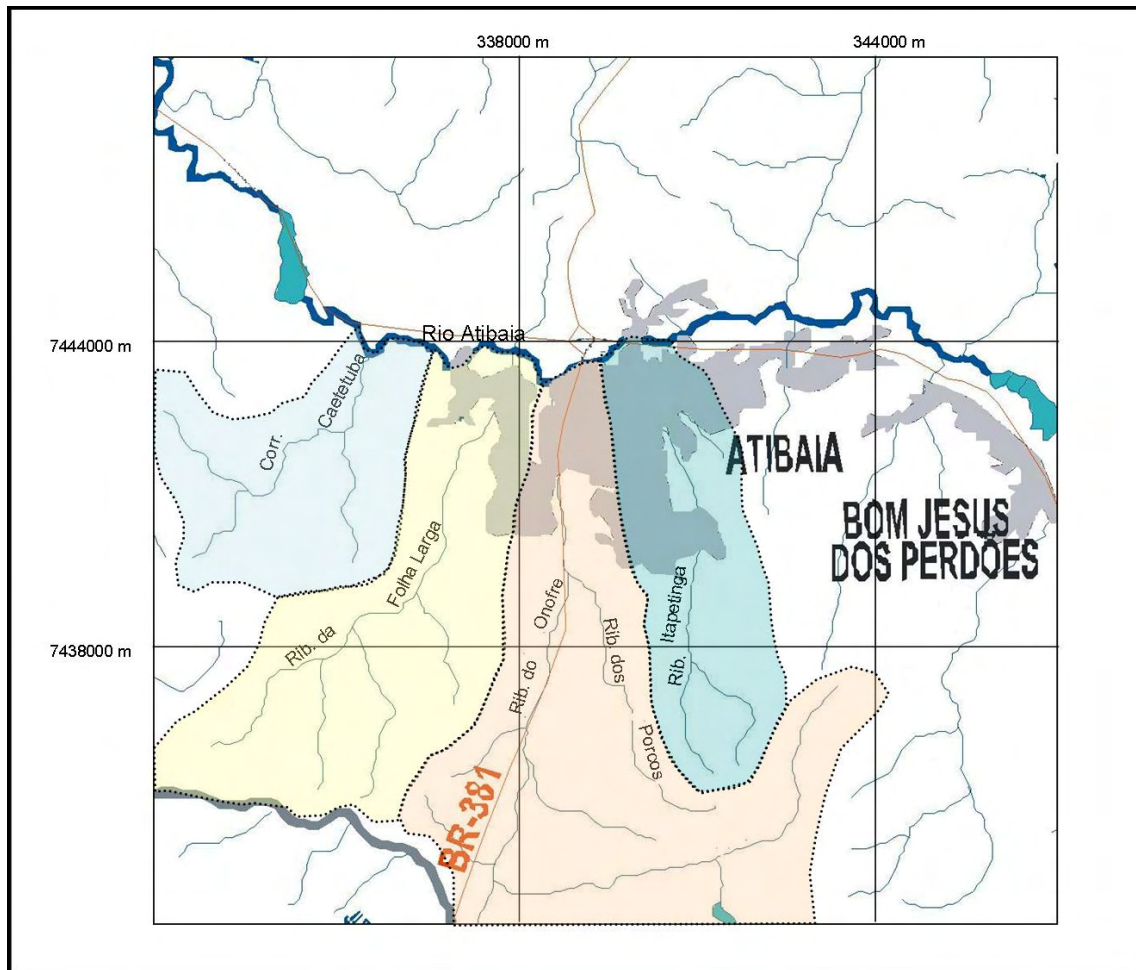 338000 m
344000 m
Rio Atibaia
7444000 m
Corr.
Caetetuba
ATIBAIA
BOM JESUS
DOS PERDÕES
Rib. da
Folha Larga
Rib. do
Onofre
Rib. dos
Porcos
Rib.
Itapetinga
7438000 m
BR-381